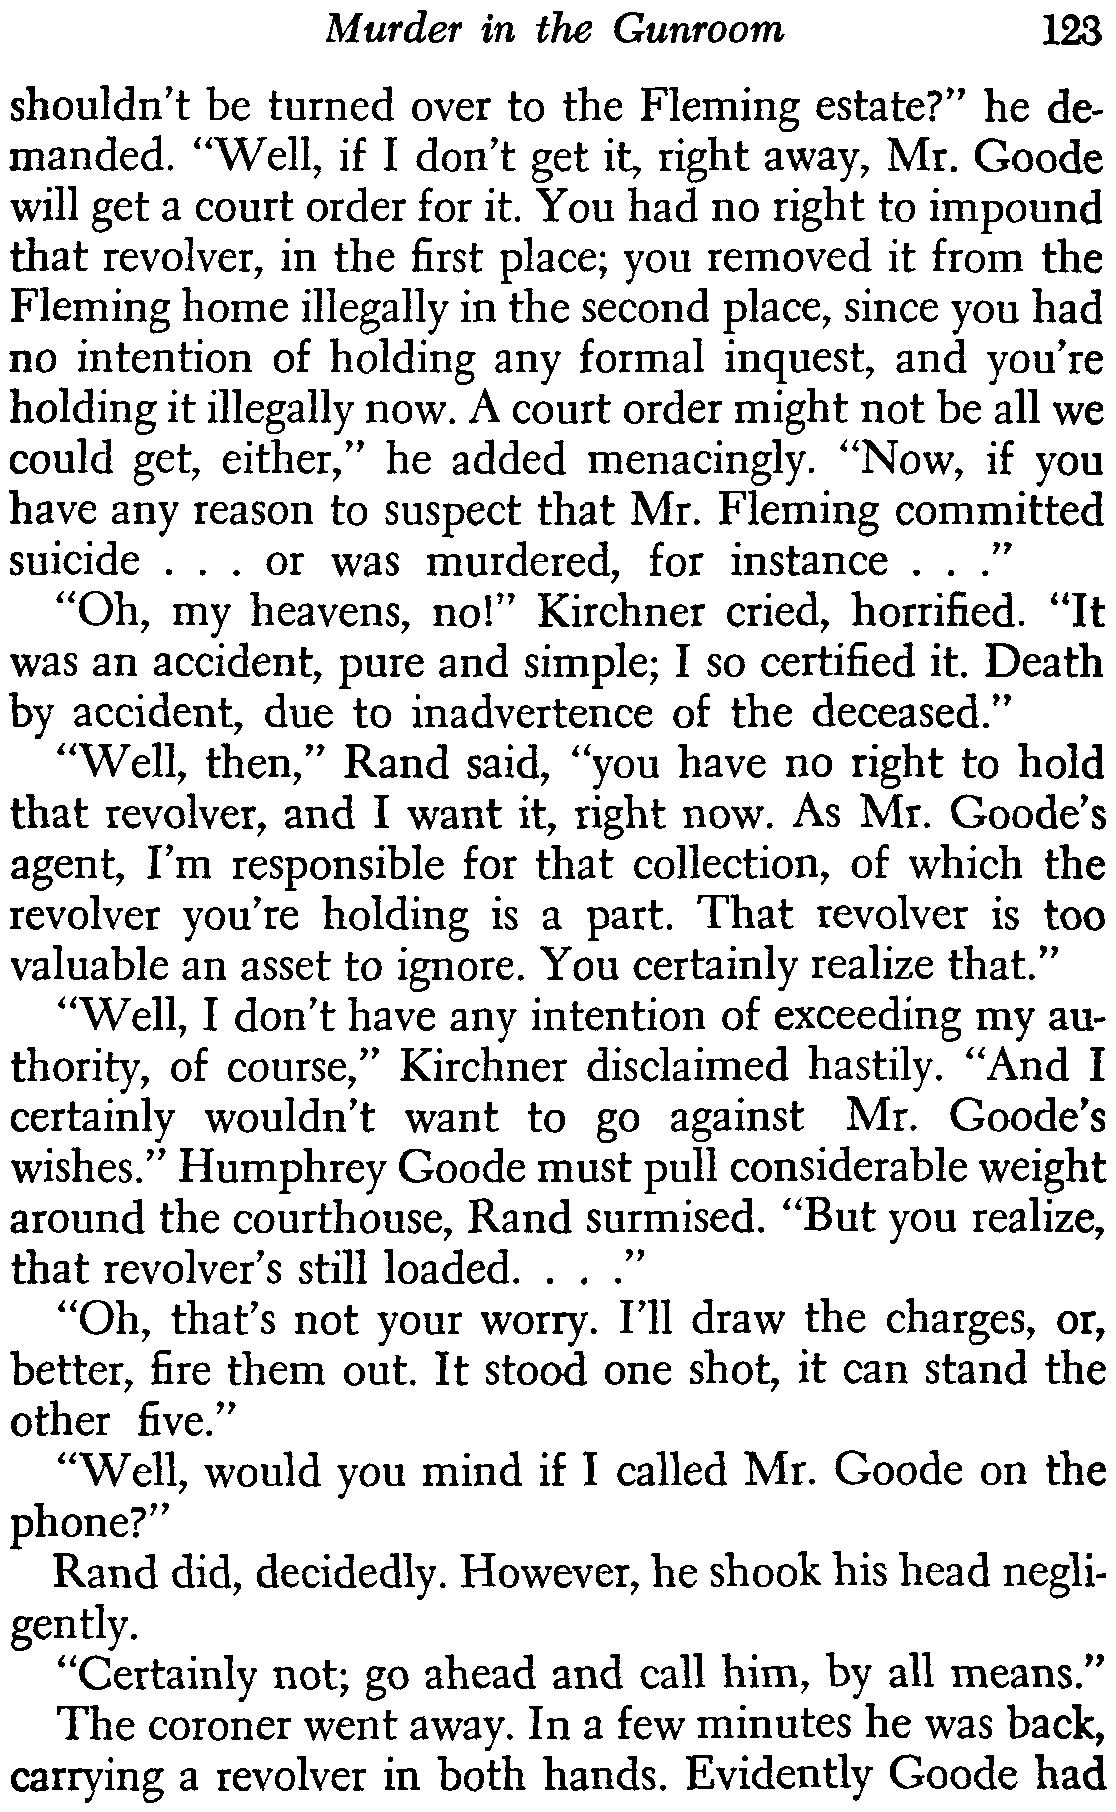 Murder in the Gunroom 123
shouldn't be turned over to the Fleming estate?" he de-
manded. "Well, if I don't get it, right away, Mr. Goode
will get a court order for it. You had no right to impound
that revolver, in the first place; you removed it from the
Fleming home illegally in the second place, since you had
no intention of holding any formal inquest, and you're
holding it illegally now. A court order might not be all we
could get, either," he added menacingly. "Now, if you
have any reason to suspect that Mr. Fleming committed
suicide . . . or was murdered, for instance . . ."
"Oh, my heavens, no!" Kirchner cried, horrified. "It
was an accident, pure and simple; I so certified it. Death
by accident, due to inadvertence of the deceased."
"Well, then," Rand said, "you have no right to hold
that revolver, and I want it, right now. As Mr. Goode's
agent, I'm responsible for that collection, of which the
revolver you're holding is a part. That revolver is too
valuable an asset to ignore. You certainly realize that."
"Well, I don't have any intention of exceeding my au-
thority, of course," Kirchner disclaimed hastily. "And I
certainly wouldn't want to go against Mr. Goode's
wishes." Humphrey Goode must pull considerable weight
around the courthouse, Rand surmised. "But you realize,
that revolver's still loaded. . . ."
"Oh, that's not your worry. I'll draw the charges, or,
better, fire them out. It stood one shot, it can stand the
other five."
"Well, would you mind if I called Mr. Goode on the
phone?"
Rand did, decidedly. However, he shook his head negli-
gently.
"Certainly not; go ahead and call him, by all means."
The coroner went away. In a few minutes he was back,
carrying a revolver in both hands. Evidently Goode had